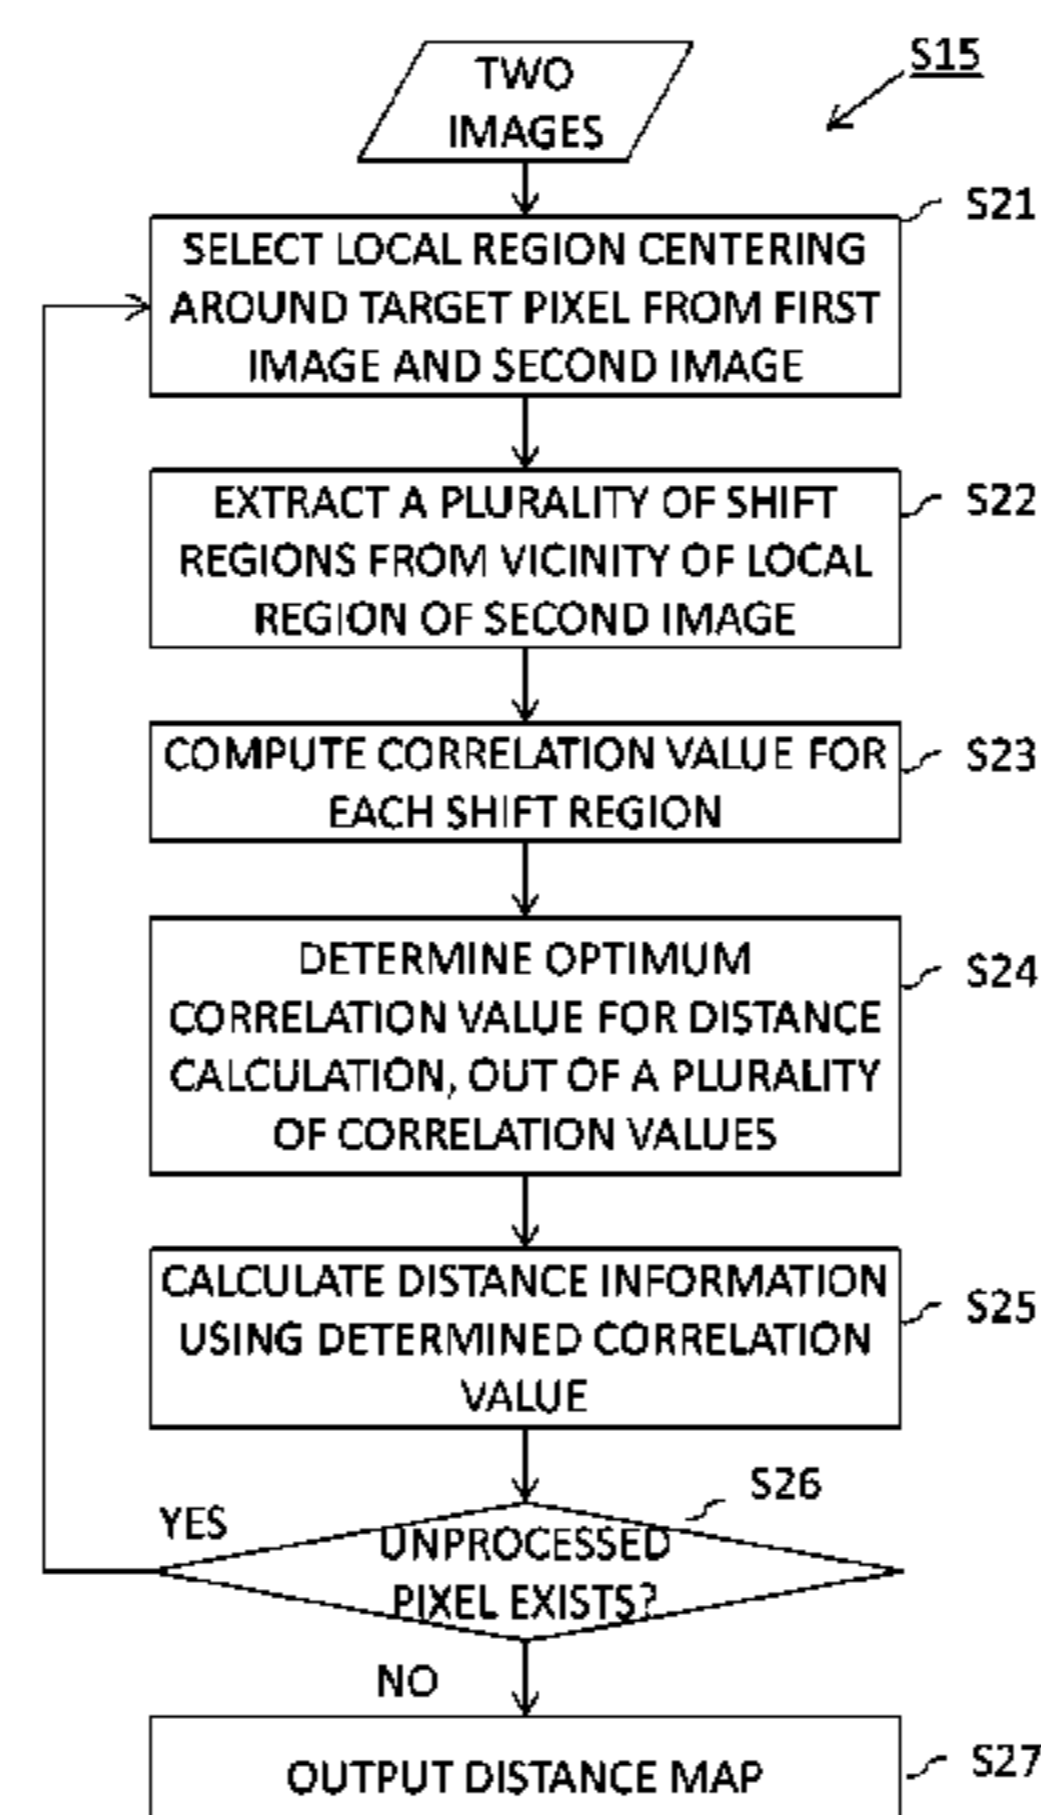 TWO
IMAGES
S15
S21
SELECT LOCAL REGION CENTERING
AROUND TARGET PIXEL FROM FIRST
IMAGE AND SECOND IMAGE
S22
EXTRACT A PLURALITY OF SHIFT
REGIONS FROM VICINITY OF LOCAL
REGION OF SECOND IMAGE
S23
COMPUTE CORRELATION VALUE FOR
EACH SHIFT REGION
S24
DETERMINE OPTIMUM
CORRELATION VALUE FOR DISTANCE
CALCULATION, OUT OF A PLURALITY
OF CORRELATION VALUES
S25
CALCULATE DISTANCE INFORMATION
USING DETERMINED CORRELATION
VALUE
S26
YES
UNPROCESSED
PIXEL EXISTS?
NO
S27
OUTPUT DISTANCE MAP